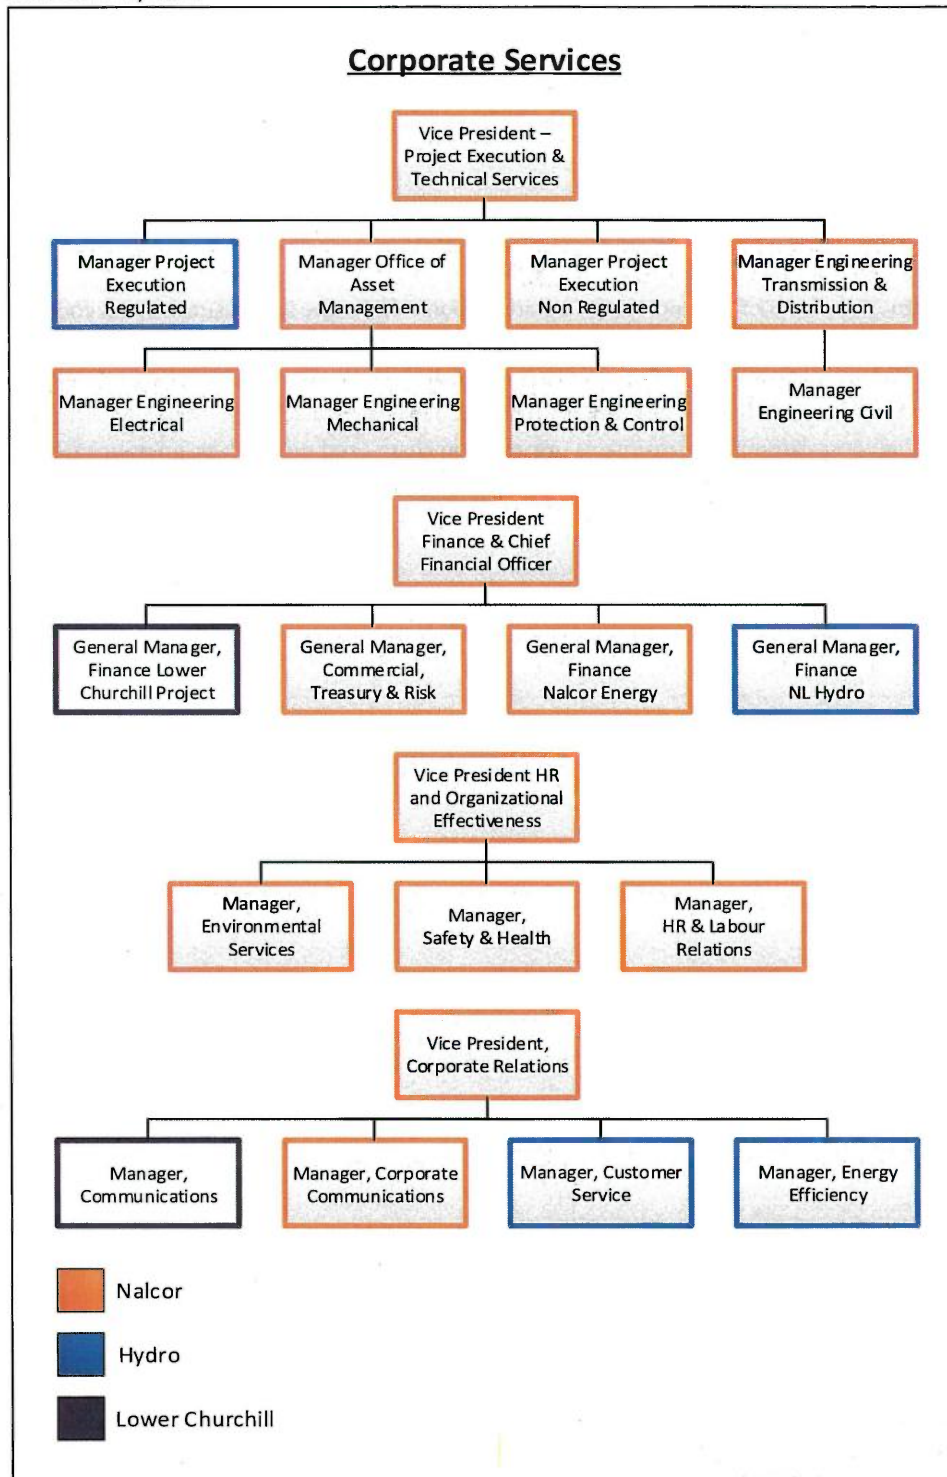 Corporate Services
Vice President –
Project Execution &
Technical Services
Manager Project
Execution
Regulated
Manager Office of
Asset
Management
Manager Project
Execution
Non Regulated
Manager Engineering
Transmission &
Distribution
Manager Engineering
Electrical
Manager Engineering
Mechanical
Manager Engineering
Protection & Control
Manager
Engineering Civil
Vice President
Finance & Chief
Financial Officer
General Manager,
Finance Lower
Churchill Project
General Manager,
Commercial,
Treasury & Risk
General Manager,
Finance
Nalcor Energy
General Manager,
Finance
NL Hydro
Vice President HR
and Organizational
Effectiveness
Manager,
Environmental
Services
Manager,
Safety & Health
Manager,
HR & Labour
Relations
Vice President,
Corporate Relations
Manager,
Communications
Manager, Corporate
Communications
Manager, Customer
Service
Manager, Energy
Efficiency
Nalcor
Hydro
Lower Churchill